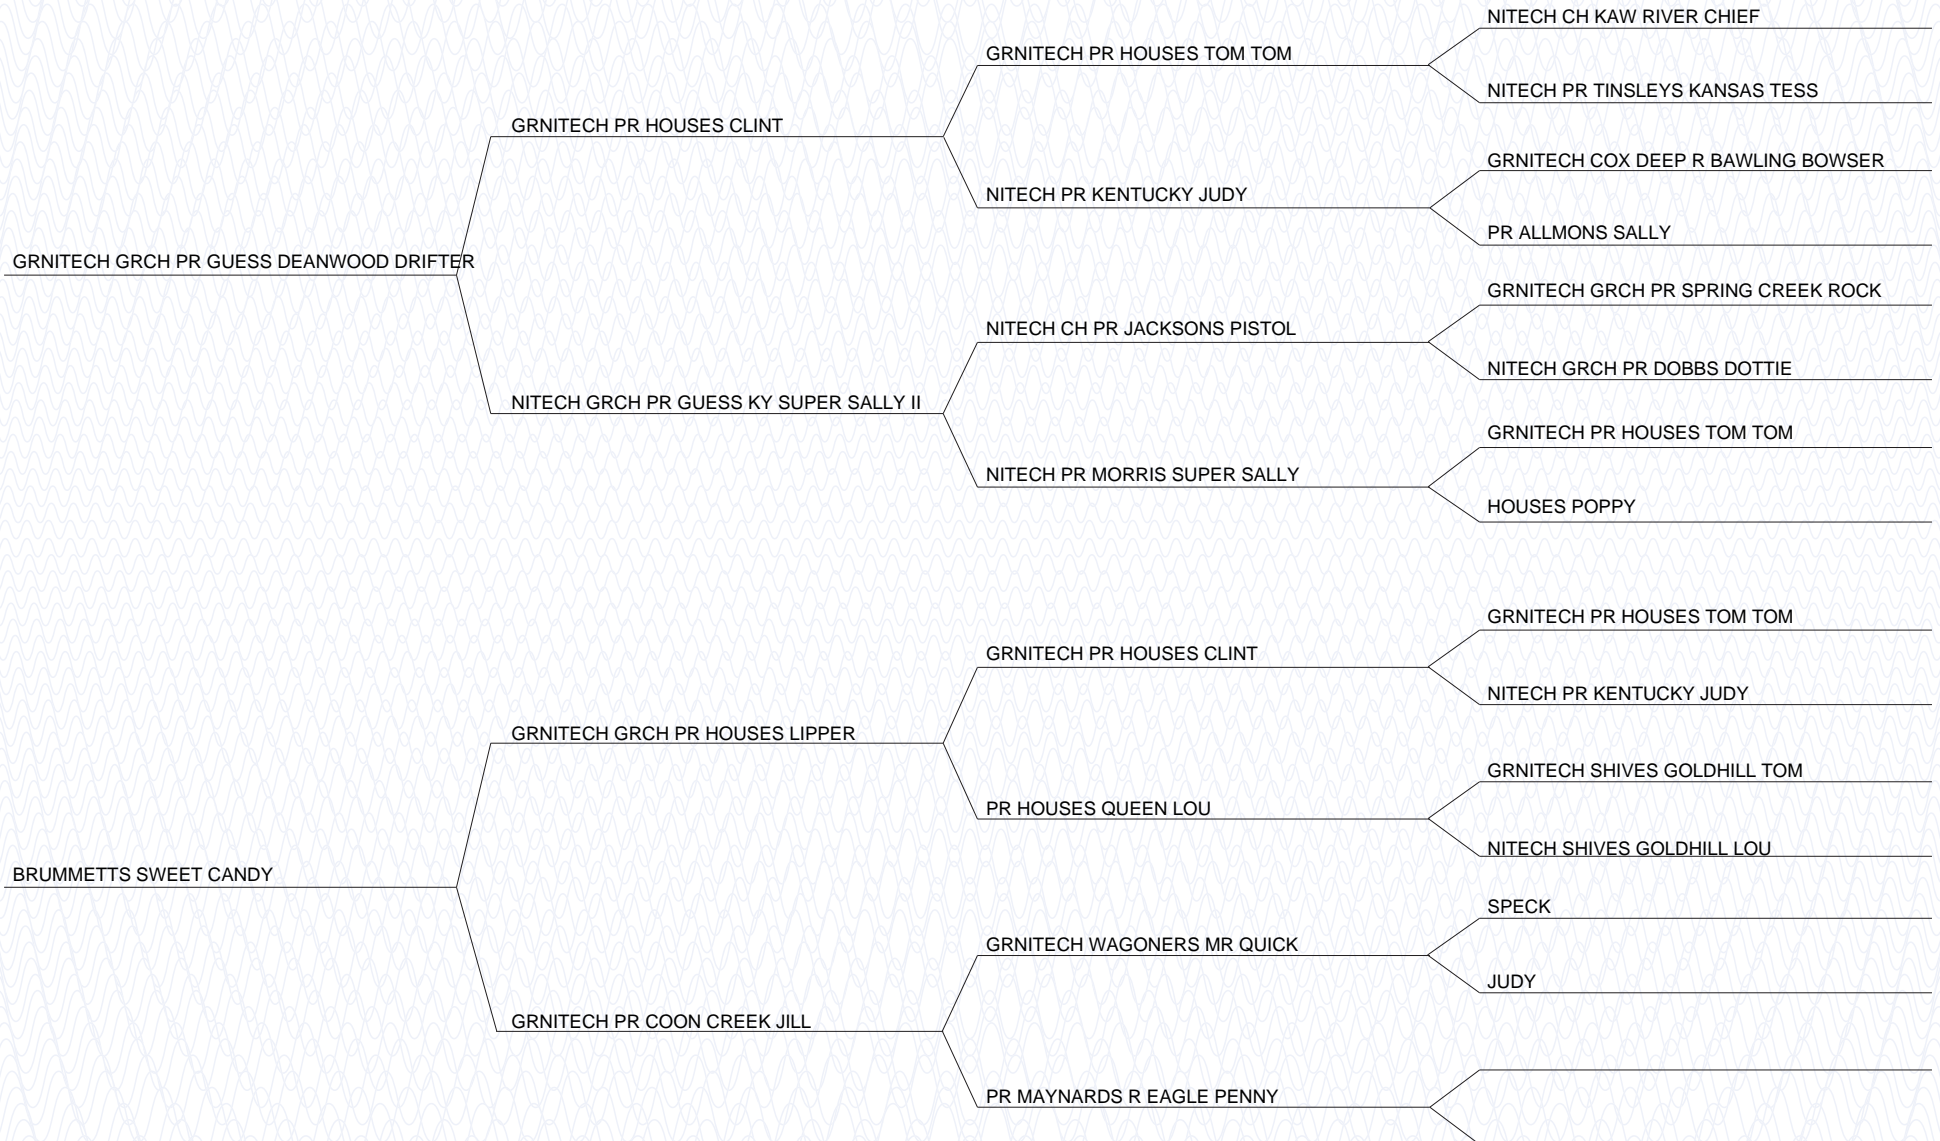 NITECH CH KAW RIVER CHIEF
GRNITECH PR HOUSES TOM TOM
NITECH PR TINSLEYS KANSAS TESS
GRNITECH PR HOUSES CLINT
GRNITECH COX DEEP R BAWLING BOWSER
NITECH PR KENTUCKY JUDY
PR ALLMONS SALLY
GRNITECH GRCH PR GUESS DEANWOOD DRIFTER
GRNITECH GRCH PR SPRING CREEK ROCK
NITECH CH PR JACKSONS PISTOL
NITECH GRCH PR DOBBS DOTTIE
NITECH GRCH PR GUESS KY SUPER SALLY II
GRNITECH PR HOUSES TOM TOM
NITECH PR MORRIS SUPER SALLY
HOUSES POPPY
GRNITECH PR HOUSES TOM TOM
GRNITECH PR HOUSES CLINT
NITECH PR KENTUCKY JUDY
GRNITECH GRCH PR HOUSES LIPPER
GRNITECH SHIVES GOLDHILL TOM
PR HOUSES QUEEN LOU
NITECH SHIVES GOLDHILL LOU
BRUMMETTS SWEET CANDY
SPECK
GRNITECH WAGONERS MR QUICK
JUDY
GRNITECH PR COON CREEK JILL
PR MAYNARDS R EAGLE PENNY